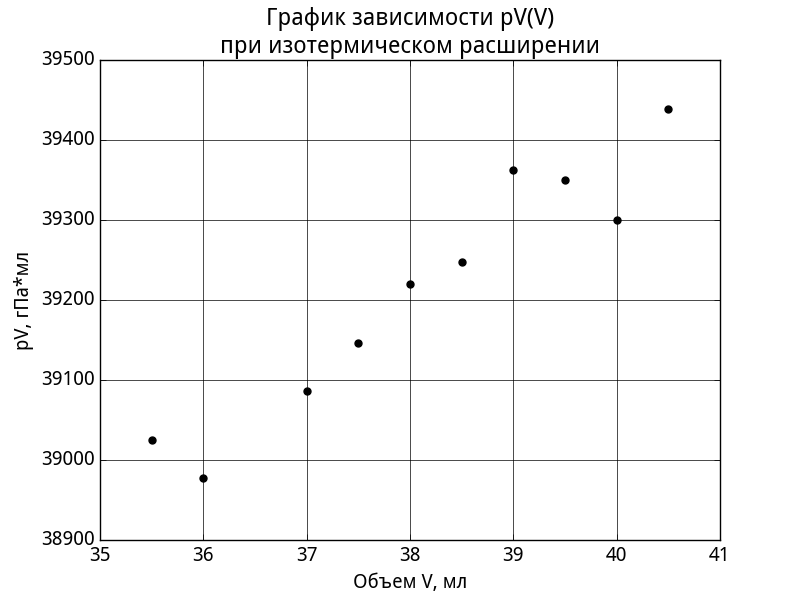 График зависимости pV(V)
при изотермическом расширении
39500
39400
39300
39200
39100
39000
38900
pV, гПа*мл
35 36 37 38 39 40 41
Объем V, мл